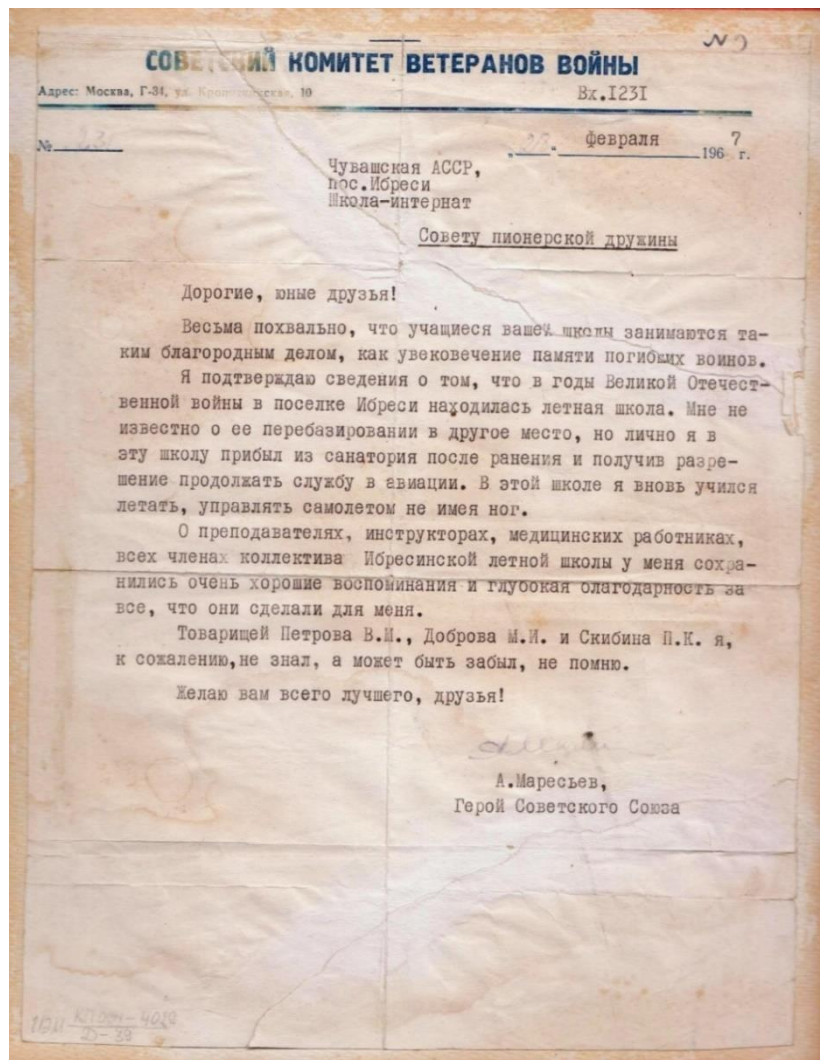 СОВЕТСКИЙ КОМИТЕТ ВЕТЕРАНОВ ВОЙНЫ
Адрес: Москва, Г-34, ул. Кропоткинская, 10
Вх.I23I
№
февраля 1967 г.
Чувашская АССР,
пос.Ибреси
Школа-интернат
Совету пионерской дружины
Дорогие, юные друзья!
Весьма похвально, что учащиеся вашей школы занимаются та-
ким благородным делом, как увековечение памяти погибших воинов.
Я подтверждаю сведения о том, что в годы Великой Отечест-
венной войны в поселке Ибреси находилась летная школа. Мне не
известно о ее перебазировании в другое место, но лично я в
эту школу прибыл из санатория после ранения и получив разре-
шение продолжать службу в авиации. В этой школе я вновь учился
летать, управлять самолетом не имея ног.
О преподавателях, инструкторах, медицинских работниках,
всех членах коллектива Ибресинской летной школы у меня сохра-
нились очень хорошие воспоминания и глубокая благодарность за
все, что они сделали для меня.
Товарищей Петрова В.М., Доброва М.И. и Скибина П.К. я,
к сожалению,не знал, а может быть забыл, не помню.
Желаю вам всего лучшего, друзья!
А.Маресьев,
Герой Советского Союза